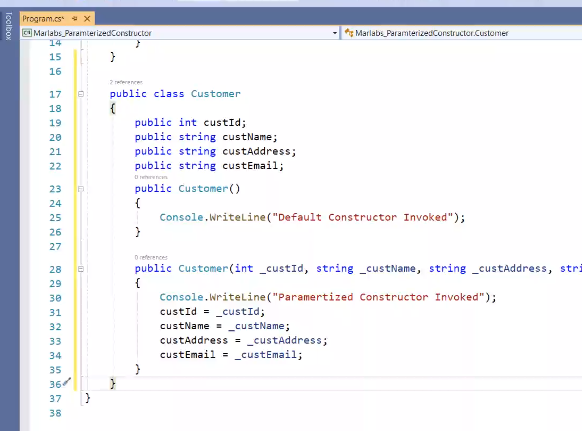 Toolbox
Program.cs*
Marlabs_ParamterizedConstructor
Marlabs_ParamterizedConstructor.Customer
14 }
15 }
16
2 references
17 public class Customer
18 {
19 public int custId;
20 public string custName;
21 public string custAddress;
22 public string custEmail;
0 references
23 public Customer()
24 {
25 Console.WriteLine("Default Constructor Invoked");
26 }
27
0 references
28 public Customer(int _custId, string _custName, string _custAddress, stri
29 {
30 Console.WriteLine("Paramertized Constructor Invoked");
31 custId = _custId;
32 custName = _custName;
33 custAddress = _custAddress;
34 custEmail = _custEmail;
35 }
36 }
37 }
38